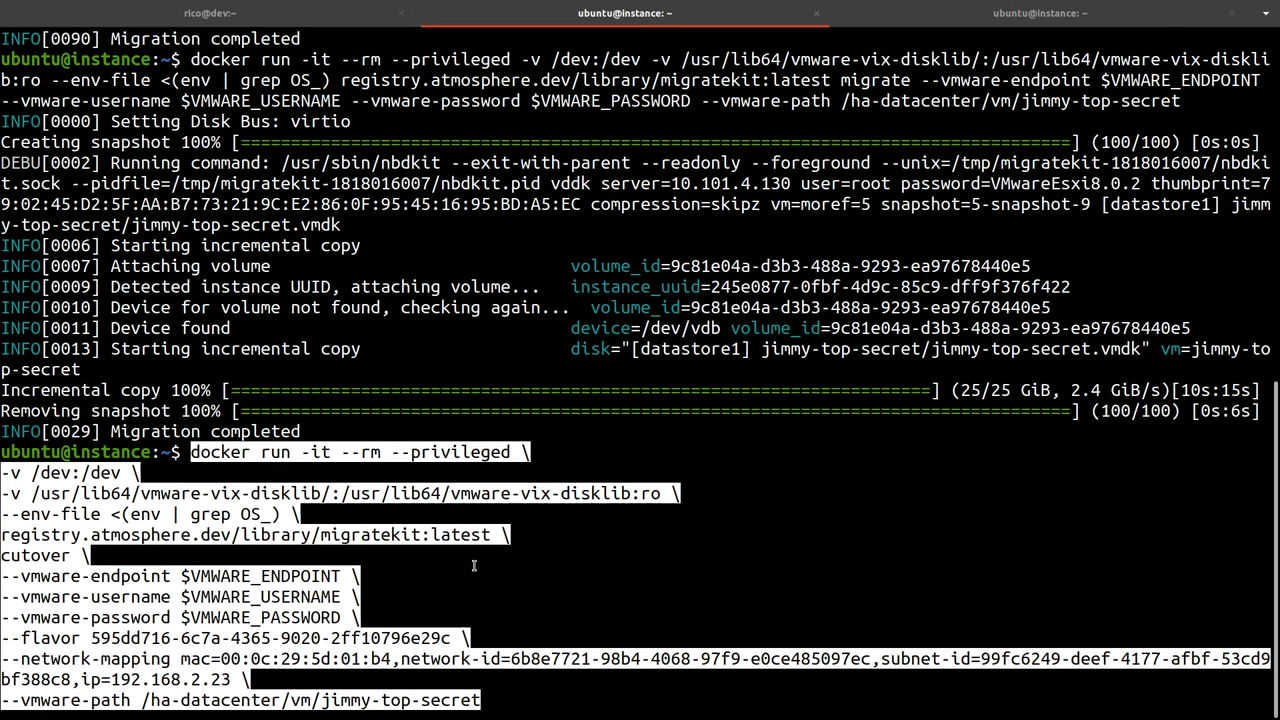 rico@dev:~ × ubuntu@instance: ~ × ubuntu@instance: ~ ×
INFO[0090] Migration completed
ubuntu@instance:~$ docker run -it --rm --privileged -v /dev:/dev -v /usr/lib64/vmware-vix-disklib/:/usr/lib64/vmware-vix-diskli
b:ro --env-file <(env | grep OS_) registry.atmosphere.dev/library/migratekit:latest migrate --vmware-endpoint $VMWARE_ENDPOINT
--vmware-username $VMWARE_USERNAME --vmware-password $VMWARE_PASSWORD --vmware-path /ha-datacenter/vm/jimmy-top-secret
INFO[0000] Setting Disk Bus: virtio
Creating snapshot 100% [===================================================================================] (100/100) [0s:0s]
DEBU[0002] Running command: /usr/sbin/nbdkit --exit-with-parent --readonly --foreground --unix=/tmp/migratekit-1818016007/nbdki
t.sock --pidfile=/tmp/migratekit-1818016007/nbdkit.pid vddk server=10.101.4.130 user=root password=VMwareEsxi8.0.2 thumbprint=7
9:02:45:D2:5F:AA:B7:73:21:9C:E2:86:0F:95:45:16:95:BD:A5:EC compression=skipz vm=moref=5 snapshot=5-snapshot-9 [datastore1] jimm
y-top-secret/jimmy-top-secret.vmdk
INFO[0006] Starting incremental copy
INFO[0007] Attaching volume volume_id=9c81e04a-d3b3-488a-9293-ea97678440e5
INFO[0009] Detected instance UUID, attaching volume... instance_uuid=245e0877-0fbf-4d9c-85c9-dff9f376f422
INFO[0010] Device for volume not found, checking again... volume_id=9c81e04a-d3b3-488a-9293-ea97678440e5
INFO[0011] Device found device=/dev/vdb volume_id=9c81e04a-d3b3-488a-9293-ea97678440e5
INFO[0013] Starting incremental copy disk="[datastore1] jimmy-top-secret/jimmy-top-secret.vmdk" vm=jimmy-to
p-secret
Incremental copy 100% [======================================================================] (25/25 GiB, 2.4 GiB/s)[10s:15s]
Removing snapshot 100% [===================================================================================] (100/100) [0s:6s]
INFO[0029] Migration completed
ubuntu@instance:~$ docker run -it --rm --privileged \
-v /dev:/dev \
-v /usr/lib64/vmware-vix-disklib/:/usr/lib64/vmware-vix-disklib:ro \
--env-file <(env | grep OS_) \
registry.atmosphere.dev/library/migratekit:latest \
cutover \
--vmware-endpoint $VMWARE_ENDPOINT \
--vmware-username $VMWARE_USERNAME \
--vmware-password $VMWARE_PASSWORD \
--flavor 595dd716-6c7a-4365-9020-2ff10796e29c \
--network-mapping mac=00:0c:29:5d:01:b4,network-id=6b8e7721-98b4-4068-97f9-e0ce485097ec,subnet-id=99fc6249-deef-4177-afbf-53cd9
bf388c8,ip=192.168.2.23 \
--vmware-path /ha-datacenter/vm/jimmy-top-secret